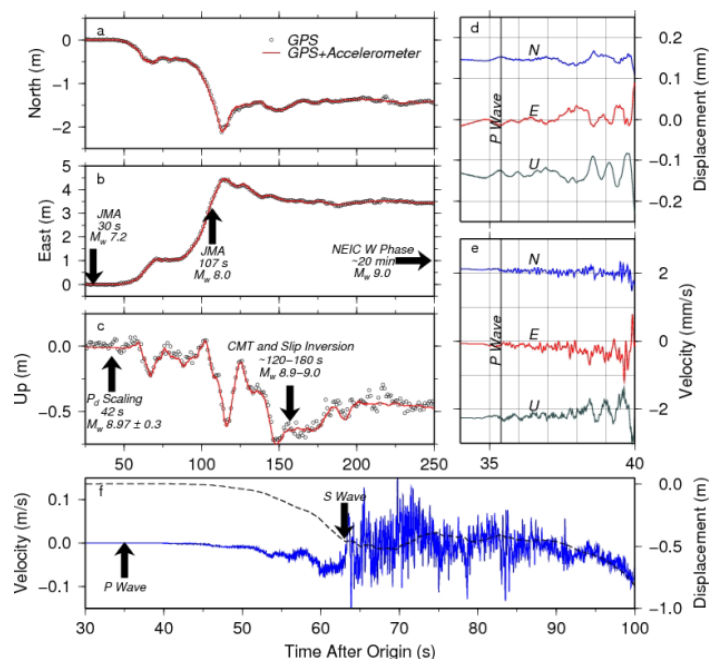 a
GPS
GPS+Accelerometer
North (m)
0
−1
−2
b
East (m)
5
4
3
2
1
0
JMA
30 s
Mw 7.2
JMA
107 s
Mw 8.0
NEIC W Phase
~20 min
Mw 9.0
c
Up (m)
0.0
−0.5
CMT and Slip Inversion
~120−180 s
Mw 8.9−9.0
Pd Scaling
42 s
Mw 8.97 ± 0.3
50 100 150 200 250
d
N
E
U
P Wave
0.2
0.1
0.0
−0.1
−0.2
Displacement (mm)
e
N
E
U
P Wave
2
0
−2
Velocity (mm/s)
35 40
f
Velocity (m/s)
0.1
0.0
−0.1
P Wave
S Wave
0.0
−0.5
−1.0
Displacement (m)
30 40 50 60 70 80 90 100
Time After Origin (s)